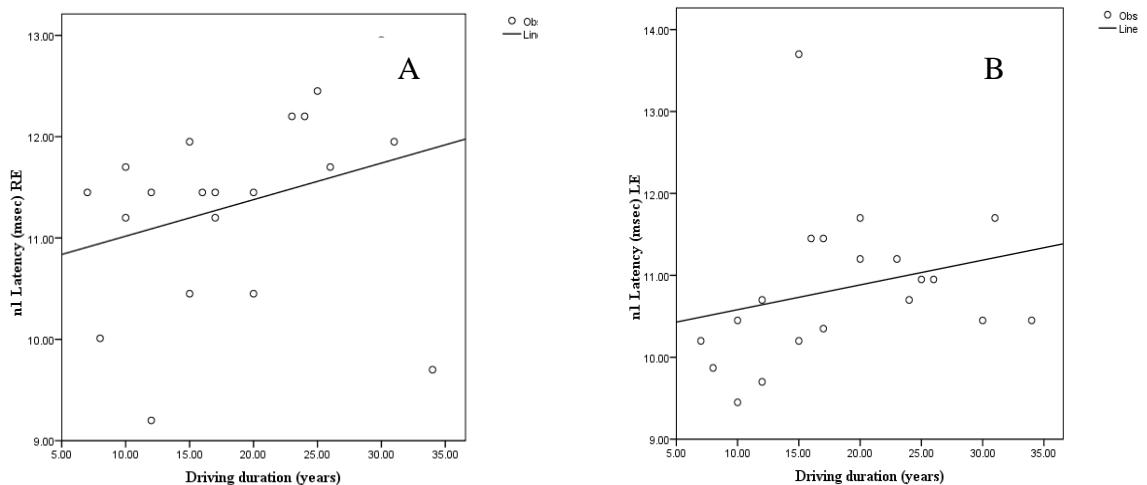 Obs
Line
A
13.00
12.00
11.00
10.00
9.00
n1 Latency (msec) RE
5.00 10.00 15.00 20.00 25.00 30.00 35.00
Driving duration (years)
Obs
Line
B
14.00
13.00
12.00
11.00
10.00
9.00
n1 Latency (msec) LE
5.00 10.00 15.00 20.00 25.00 30.00 35.00
Driving duration (years)